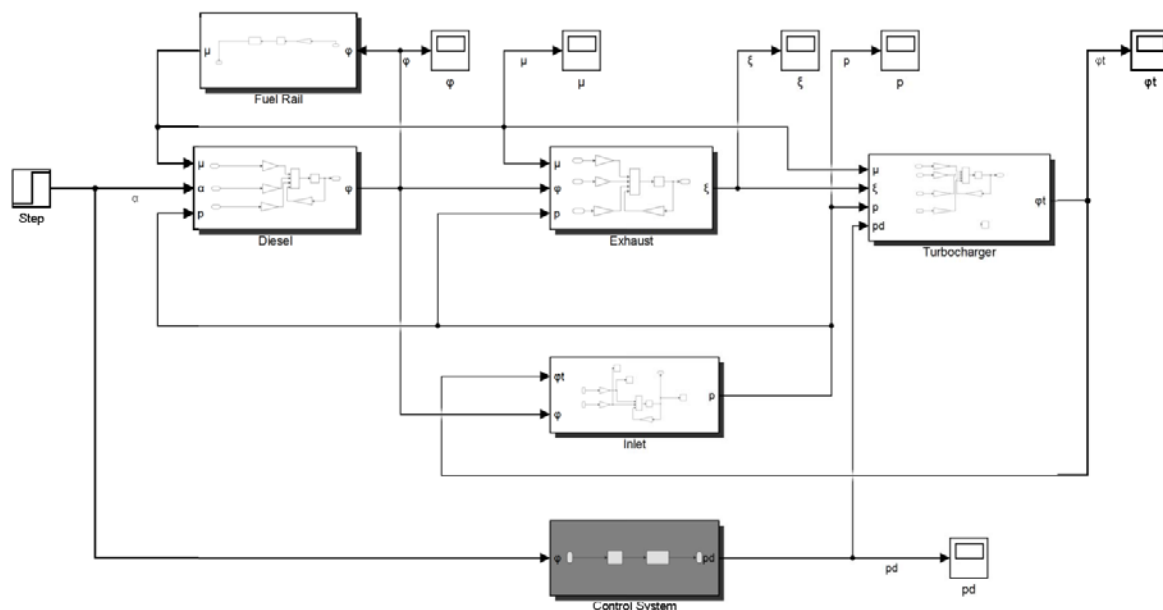 μ
φ
Fuel Rail
φ
φ
μ
μ
ξ
ξ
p
p
φt
φt
Step
α
μ
α
p
φ
Diesel
μ
φ
p
ξ
Exhaust
μ
ξ
p
pd
φt
Turbocharger
φt
φ
p
Inlet
φ
pd
Control System
pd
pd